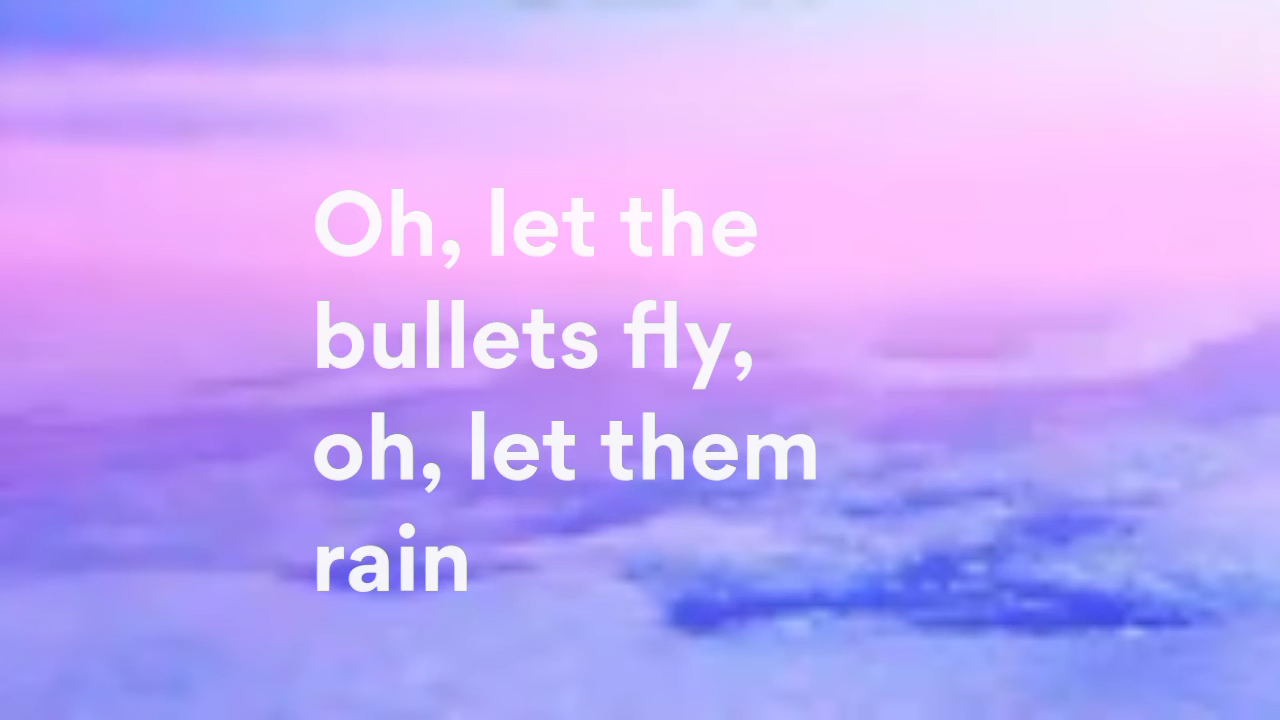 Oh, let the
bullets fly,
oh, let them
rain